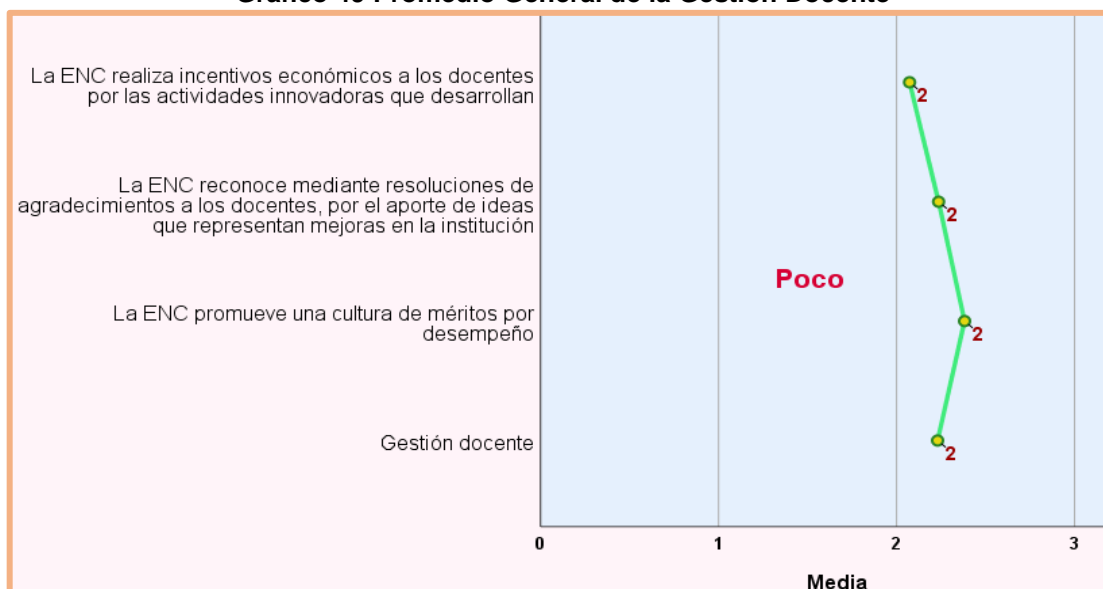 La ENC realiza incentivos económicos a los docentes
por las actividades innovadoras que desarrollan
2
La ENC reconoce mediante resoluciones de
agradecimientos a los docentes, por el aporte de ideas
que representan mejoras en la institución
2
Poco
La ENC promueve una cultura de méritos por
desempeño
2
Gestión docente
2
0 1 2 3
Media